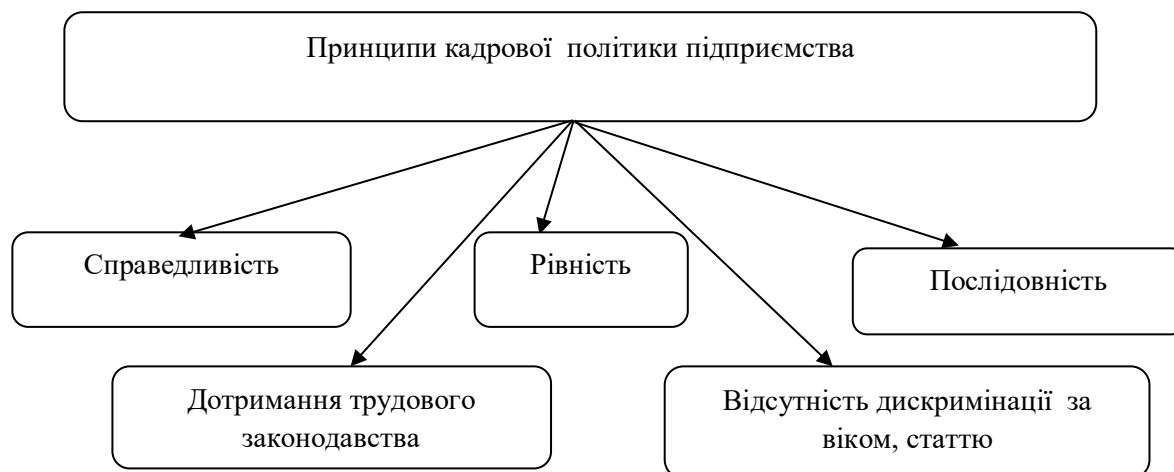 Принципи кадрової політики підприємства
Справедливість
Рівність
Послідовність
Дотримання трудового
законодавства
Відсутність дискримінації за
віком, статтю